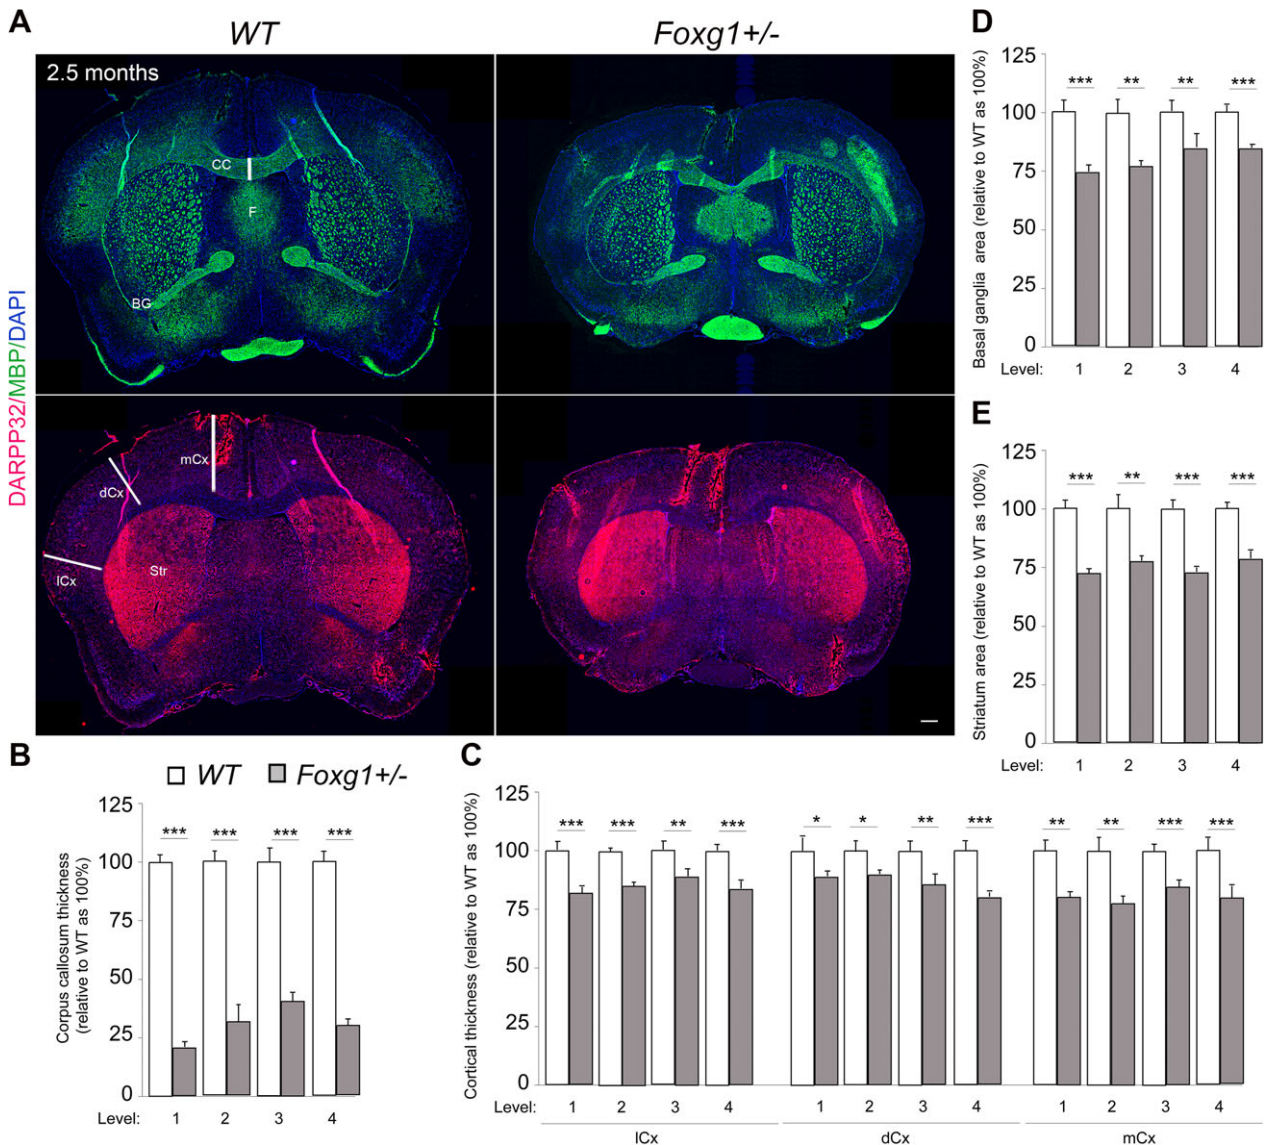 A
WT
Foxg1+/-
2.5 months
CC
F
BG
DARPP32/MBP/DAPI
mCx
dCx
lCx
Str
B
WT
Foxg1+/-
125
100
75
50
25
0
Corpus callosum thickness
(relative to WT as 100%)
*** *** *** ***
Level: 1 2 3 4
C
125
100
75
50
25
0
Cortical thickness (relative to WT as 100%)
*** *** ** *** * * ** *** ** ** *** ***
1 2 3 4 1 2 3 4 1 2 3 4
lCx dCx mCx
D
125
100
75
50
25
0
Basal ganglia area (relative to WT as 100%)
*** ** ** ***
Level: 1 2 3 4
E
125
100
75
50
25
0
Striatum area (relative to WT as 100%)
*** ** *** ***
Level: 1 2 3 4